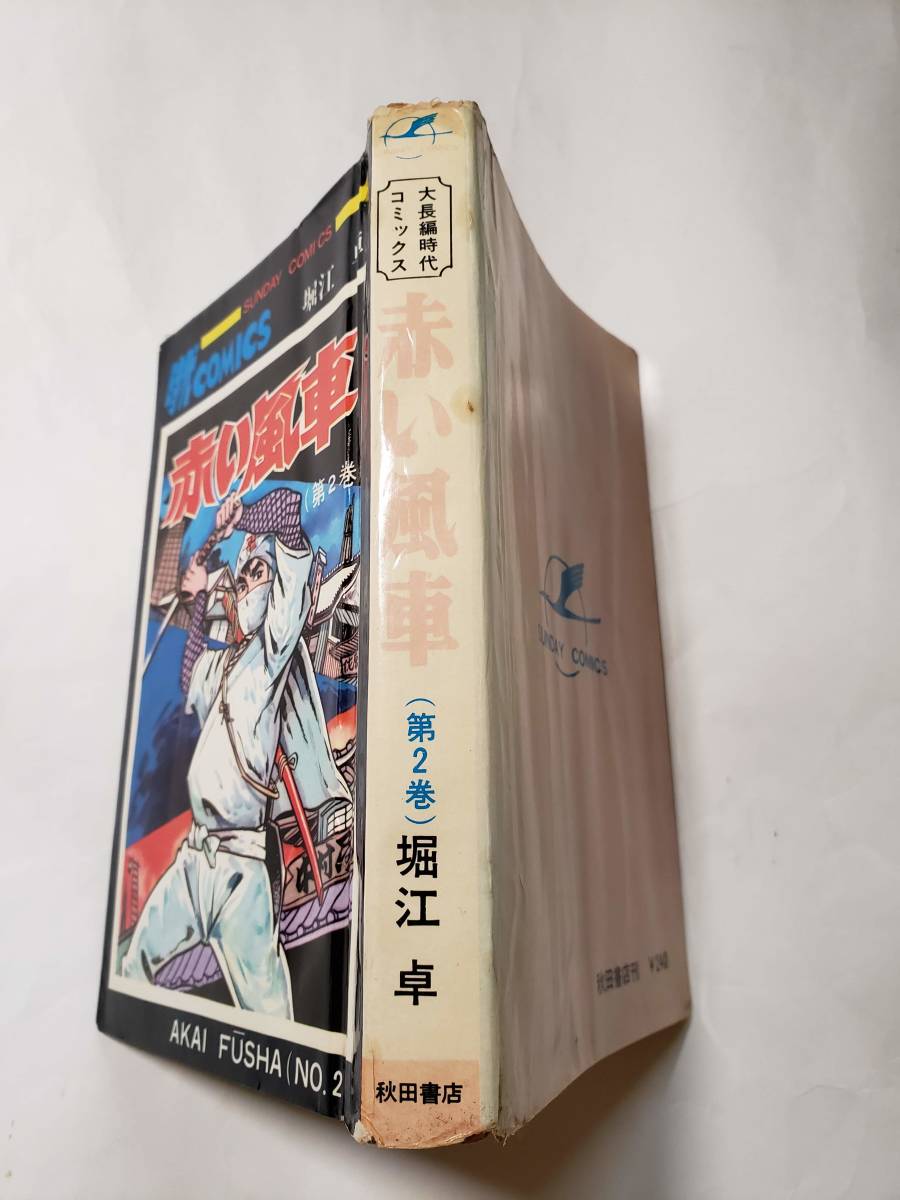 SUNDAY COMICS
堀江
COMICS
赤い風車
(第2巻
AKAI FŪSHA (NO. 2
大長編時代
コミックス
赤い風車
(第2巻)
堀江 卓
秋田書店
SUNDAY COMICS
秋田書店刊 ¥240